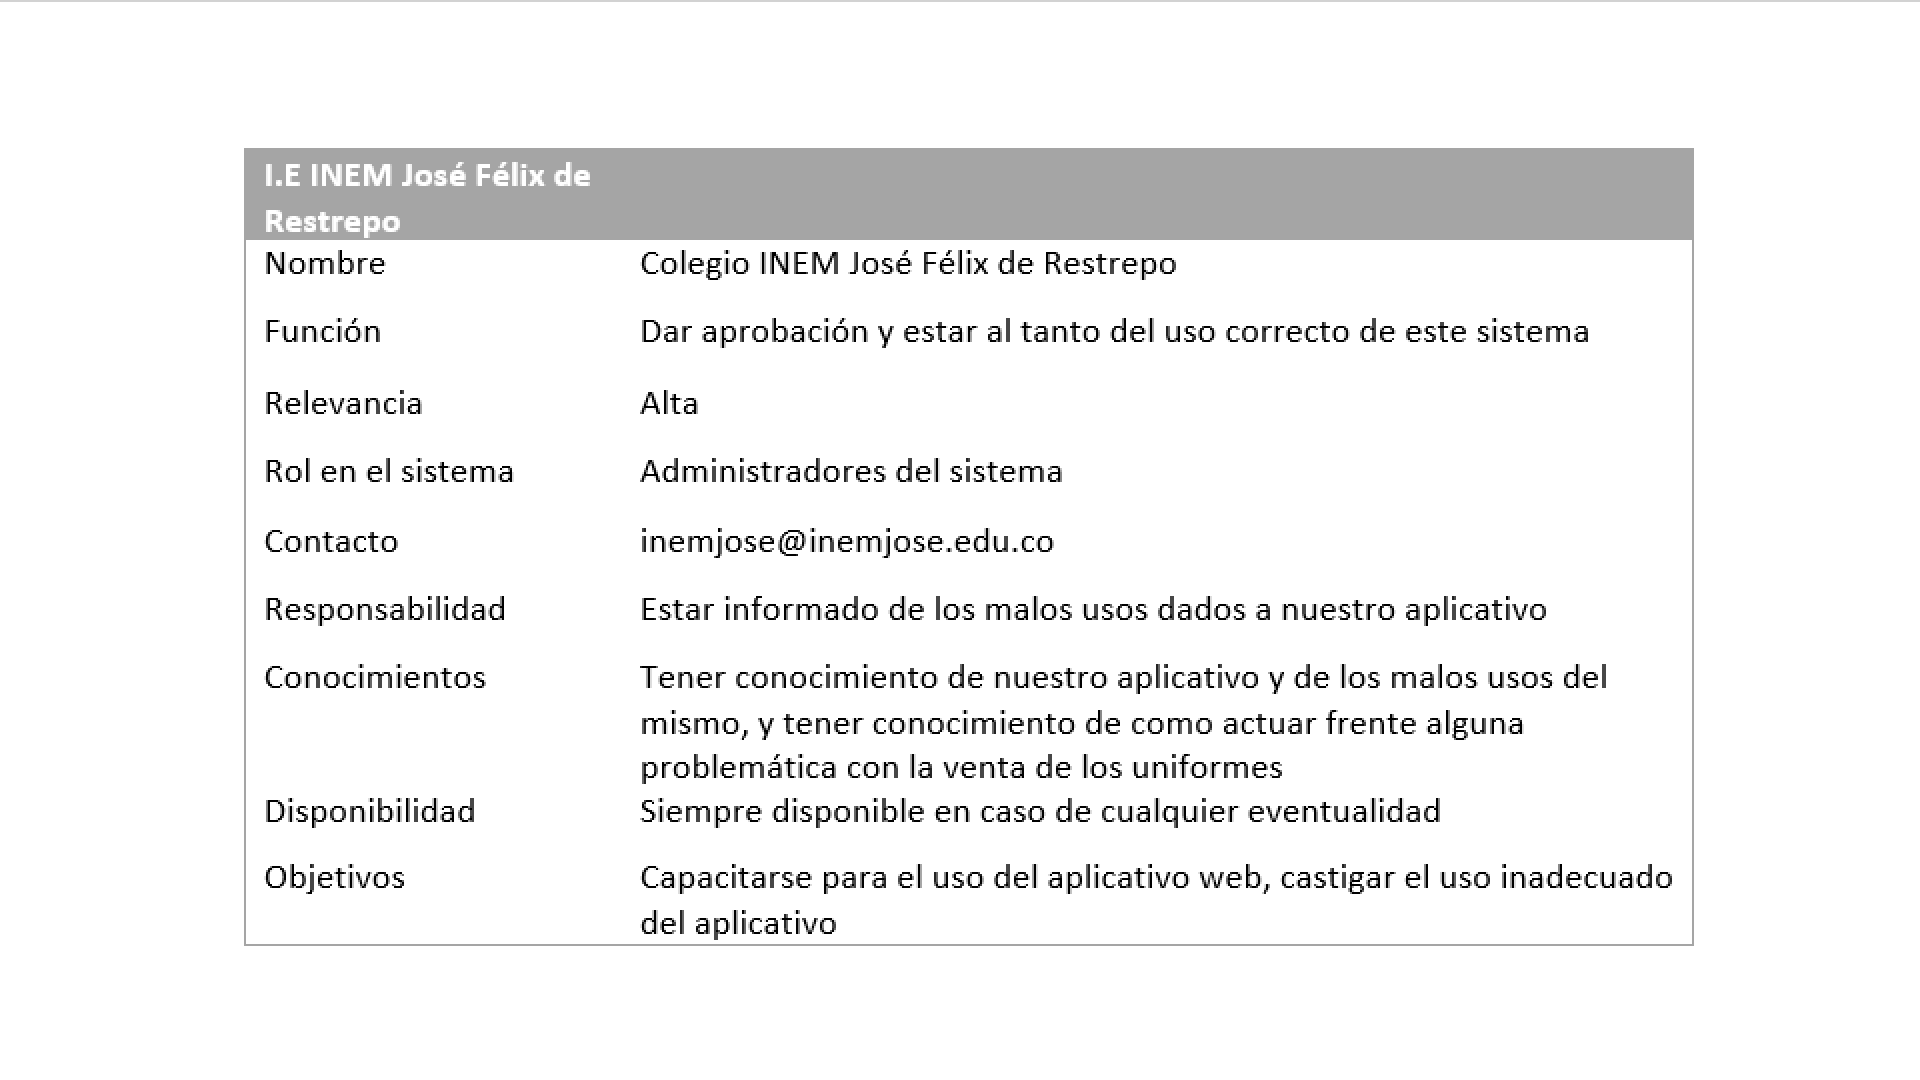 I.E INEM José Félix de
Restrepo
Nombre Colegio INEM José Félix de Restrepo
Función Dar aprobación y estar al tanto del uso correcto de este sistema
Relevancia Alta
Rol en el sistema Administradores del sistema
Contacto inemjose@inemjose.edu.co
Responsabilidad Estar informado de los malos usos dados a nuestro aplicativo
Conocimientos Tener conocimiento de nuestro aplicativo y de los malos usos del
mismo, y tener conocimiento de como actuar frente alguna
problemática con la venta de los uniformes
Disponibilidad Siempre disponible en caso de cualquier eventualidad
Objetivos Capacitarse para el uso del aplicativo web, castigar el uso inadecuado
del aplicativo